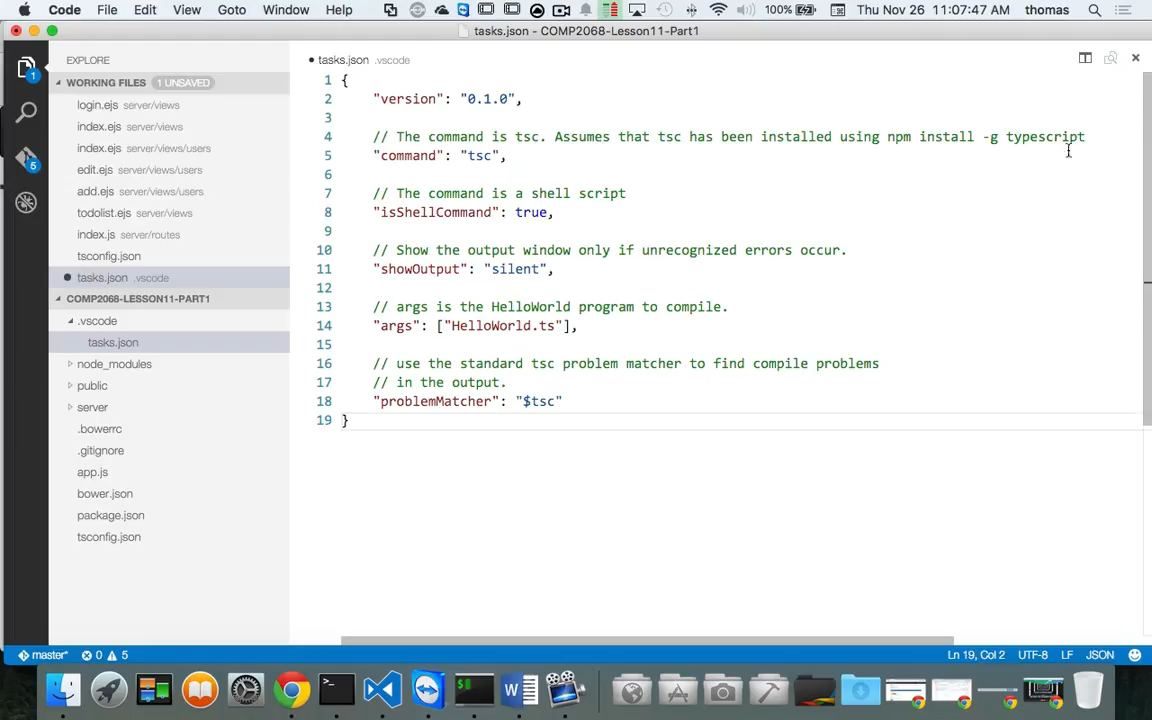 Code File Edit View Goto Window Help 100% Thu Nov 26 11:07:47 AM thomas
tasks.json - COMP2068-Lesson11-Part1
EXPLORE
WORKING FILES 1 UNSAVED
login.ejs server/views
index.ejs server/views
index.ejs server/views/users
edit.ejs server/views/users
add.ejs server/views/users
todolist.ejs server/views
index.js server/routes
tsconfig.json
tasks.json .vscode
COMP2068-LESSON11-PART1
.vscode
tasks.json
node_modules
public
server
.bowerrc
.gitignore
app.js
bower.json
package.json
tsconfig.json
1
5
tasks.json .vscode
1 {
2 "version": "0.1.0",
3
4 // The command is tsc. Assumes that tsc has been installed using npm install -g typescript
5 "command": "tsc",
6
7 // The command is a shell script
8 "isShellCommand": true,
9
10 // Show the output window only if unrecognized errors occur.
11 "showOutput": "silent",
12
13 // args is the HelloWorld program to compile.
14 "args": ["HelloWorld.ts"],
15
16 // use the standard tsc problem matcher to find compile problems
17 // in the output.
18 "problemMatcher": "$tsc"
19 }
master* 0 5 Ln 19, Col 2 UTF-8 LF JSON